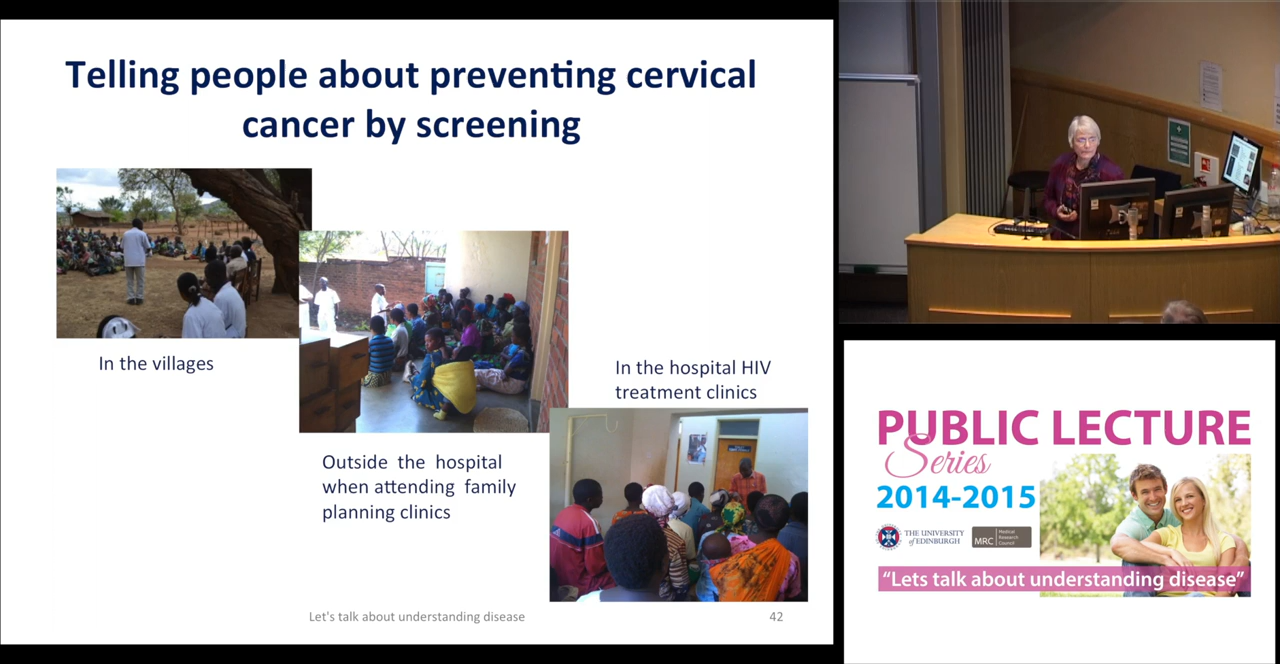 Telling people about preventing cervical
cancer by screening
In the villages
In the hospital HIV
treatment clinics
Outside the hospital
when attending family
planning clinics
Let's talk about understanding disease
42
PUBLIC LECTURE
Series
2014-2015
THE UNIVERSITY
of EDINBURGH
MRC
Medical
Research
Council
“Lets talk about understanding disease”